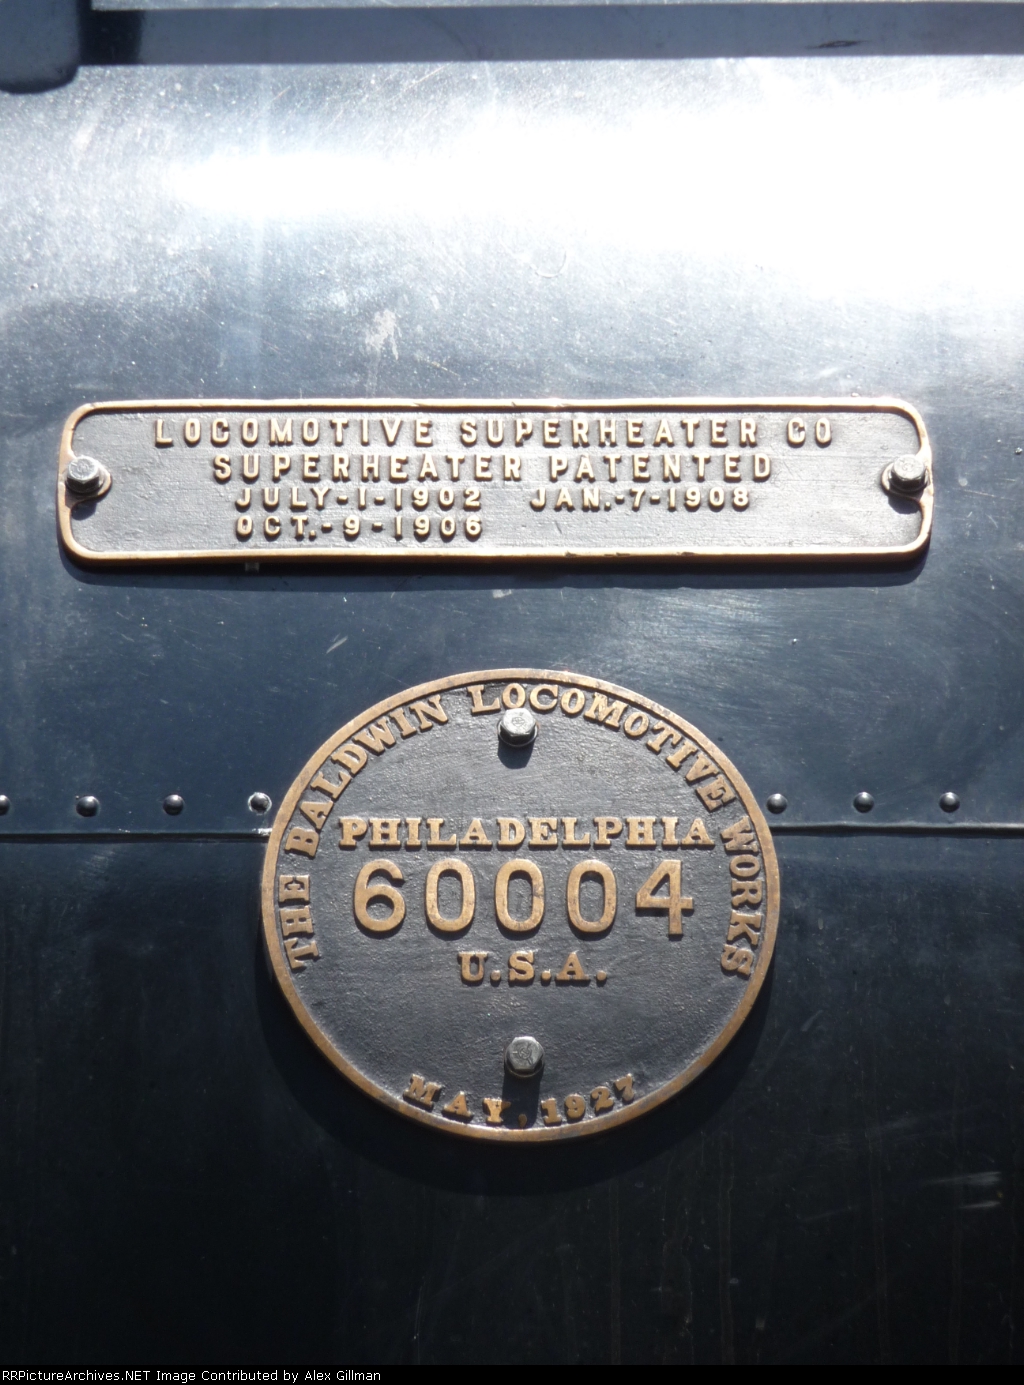 LOCOMOTIVE SUPERHEATER CO
SUPERHEATER PATENTED
JULY-1-1902 JAN.-7-1908
OCT.-9-1906
THE BALDWIN LOCOMOTIVE WORKS
PHILADELPHIA
60004
U.S.A.
MAY, 1927
RRPictureArchives.NET Image Contributed by Alex Gillman